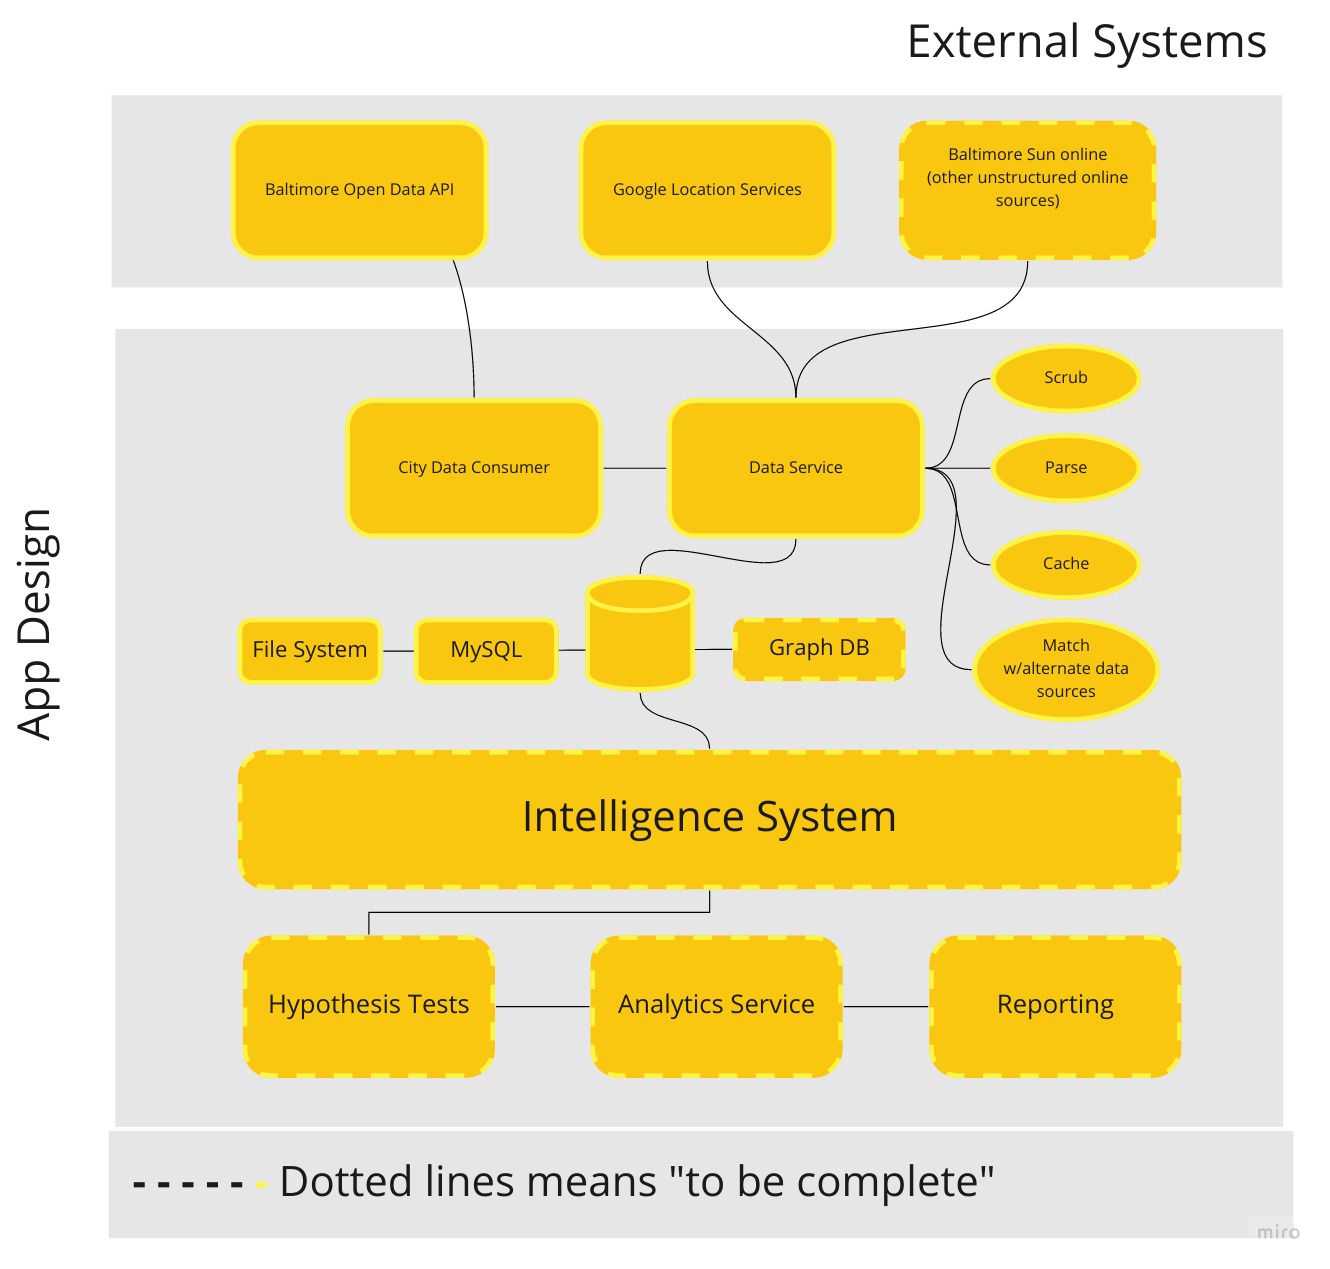 External Systems
Baltimore Open Data API
Google Location Services
Baltimore Sun online
(other unstructured online
sources)
App Design
Scrub
City Data Consumer
Data Service
Parse
Cache
File System
MySQL
Graph DB
Match
w/alternate data
sources
Intelligence System
Hypothesis Tests
Analytics Service
Reporting
Dotted lines means "to be complete"
miro